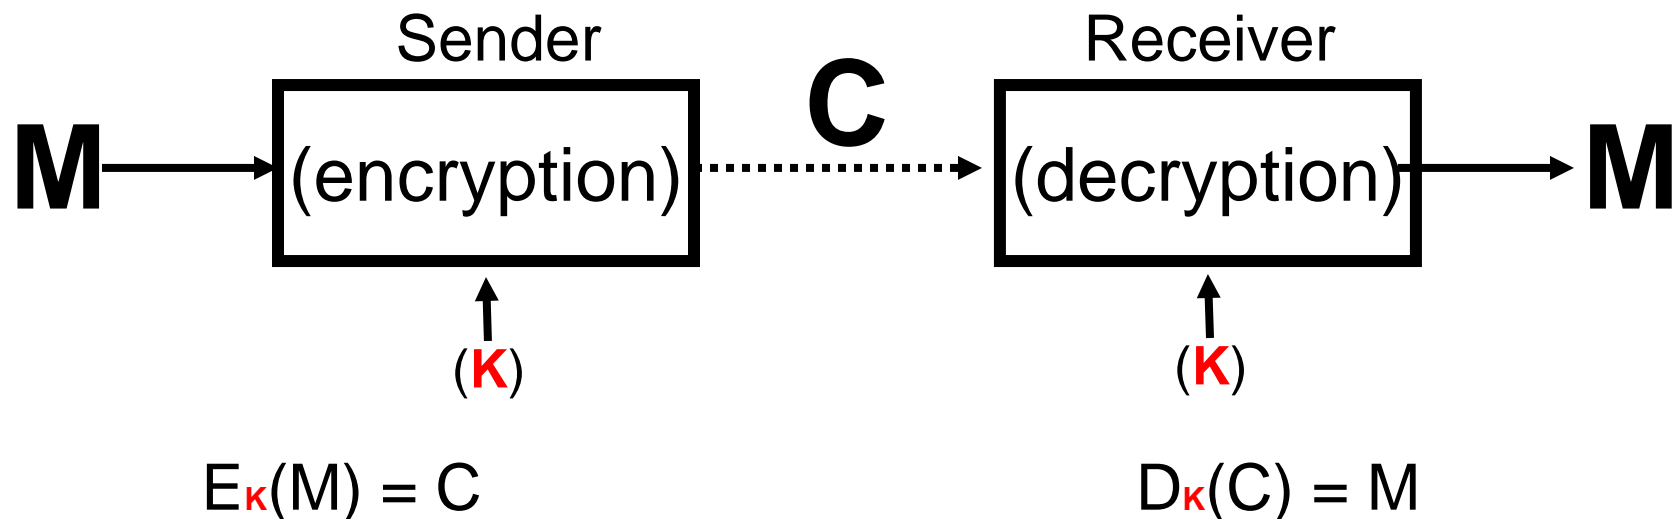 Sender
Receiver
C
M
(encryption)
(decryption)
M
(K)
(K)
EK(M) = C
DK(C) = M